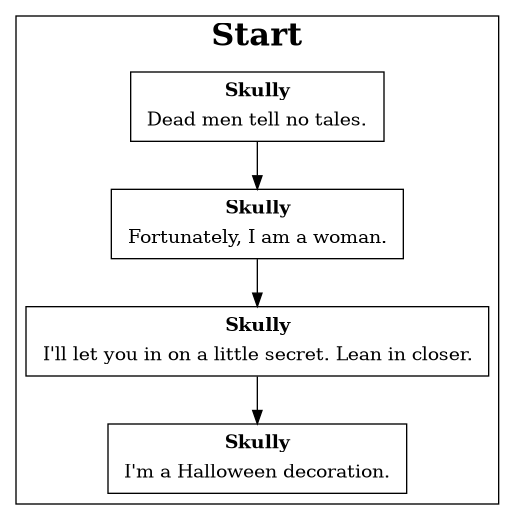 Start
Skully
Dead men tell no tales.
Skully
Fortunately, I am a woman.
Skully
I'll let you in on a little secret. Lean in closer.
Skully
I'm a Halloween decoration.